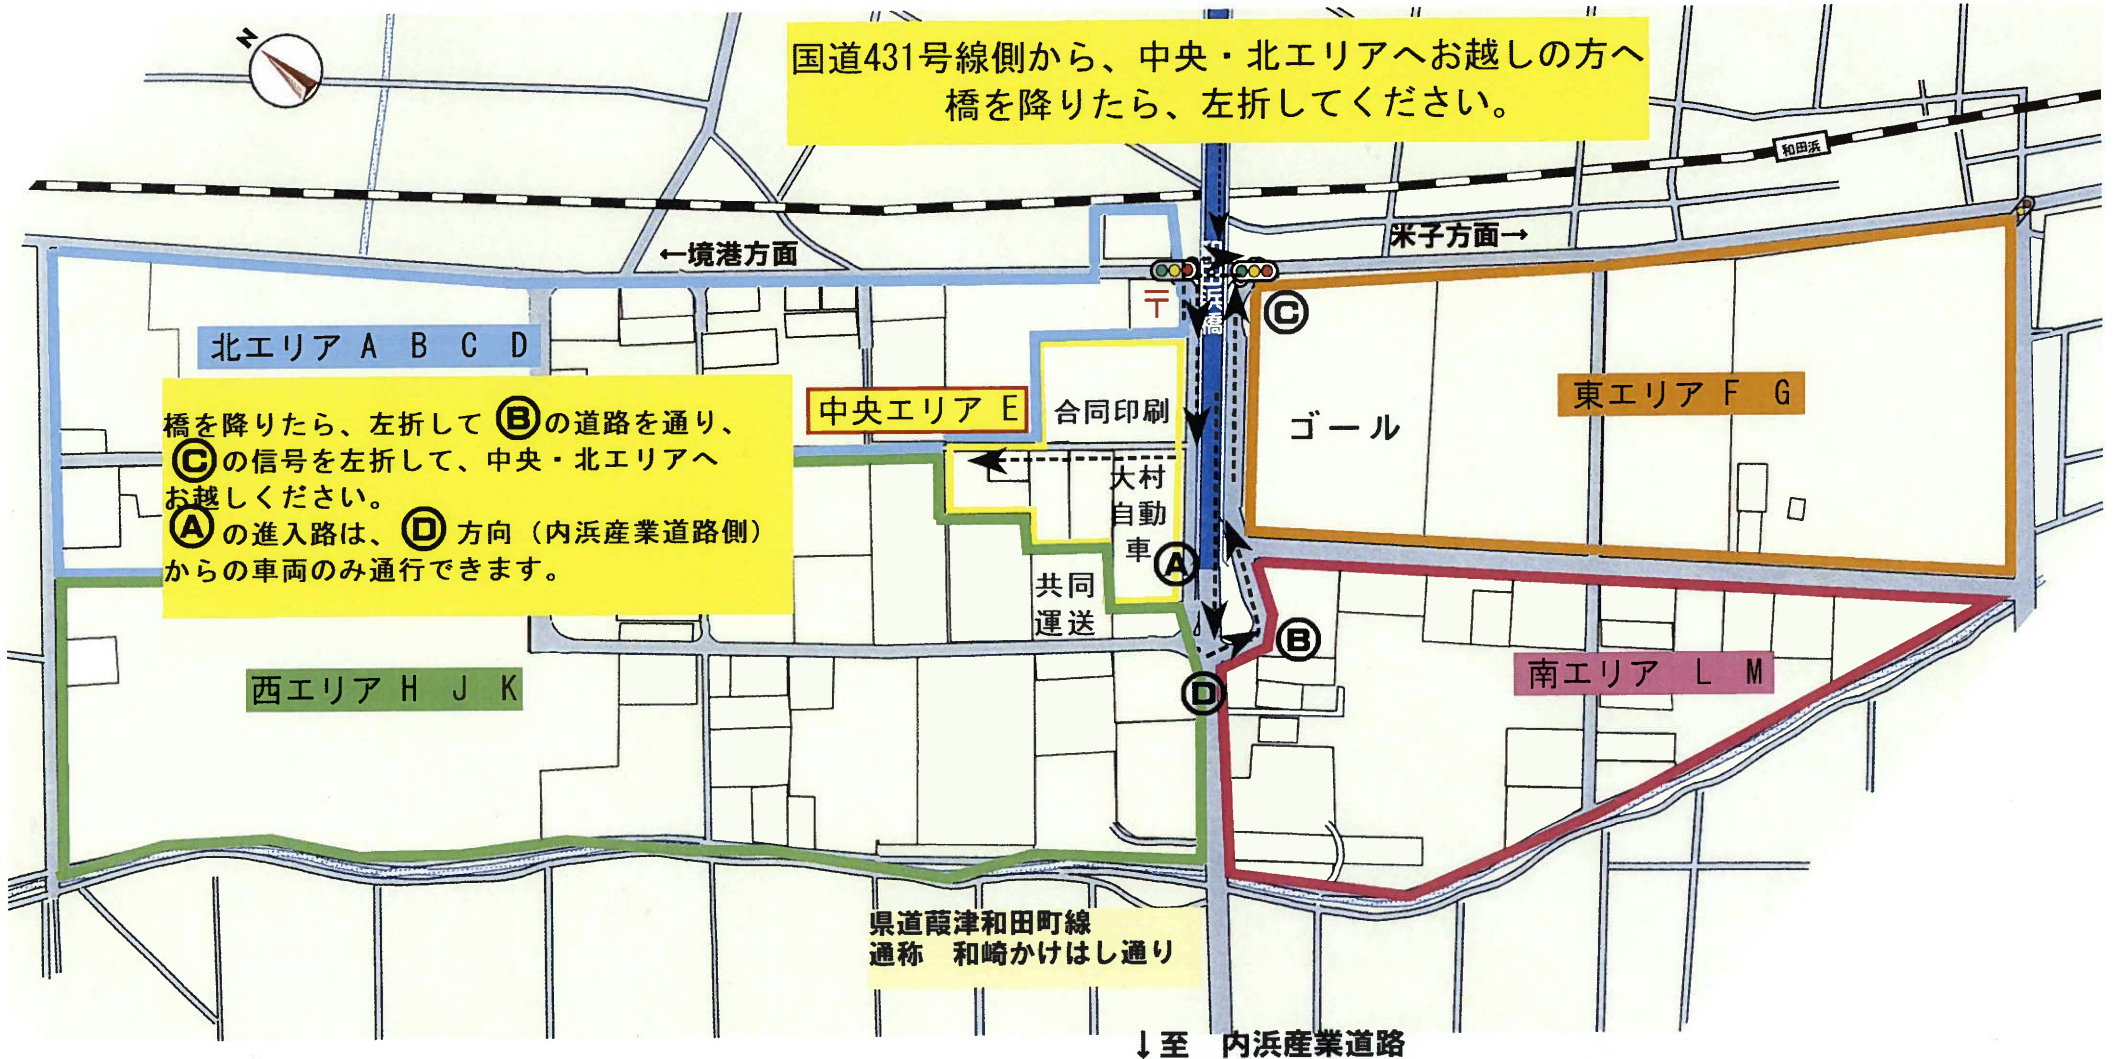 N
国道431号線側から、中央・北エリアへお越しの方へ
橋を降りたら、左折してください。
和田浜
←境港方面
米子方面→
〒
C
北エリア A B C D
中央エリア E
合同印刷
ゴール
東エリア F G
橋を降りたら、左折して B の道路を通り、
C の信号を左折して、中央・北エリアへ
お越しください。
A の進入路は、 D 方向（内浜産業道路側）
からの車両のみ通行できます。
大村
自動
車
A
共同
運送
B
D
西エリア H J K
南エリア L M
県道葭津和田町線
通称 和崎かけはし通り
↓至 内浜産業道路